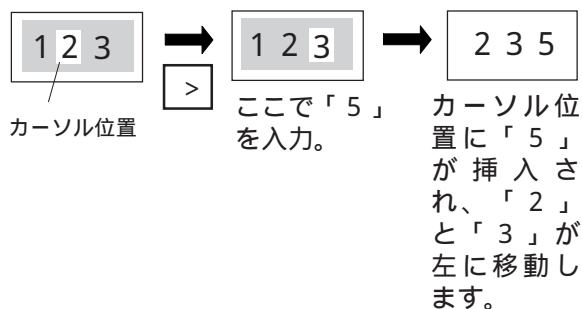 1 2 3
カーソル位置
>
1 2 3
ここで「５」
を入力。
2 3 5
カーソル位
置に「５」
が挿入さ
れ、「２」
と「３」が
左に移動し
ます。